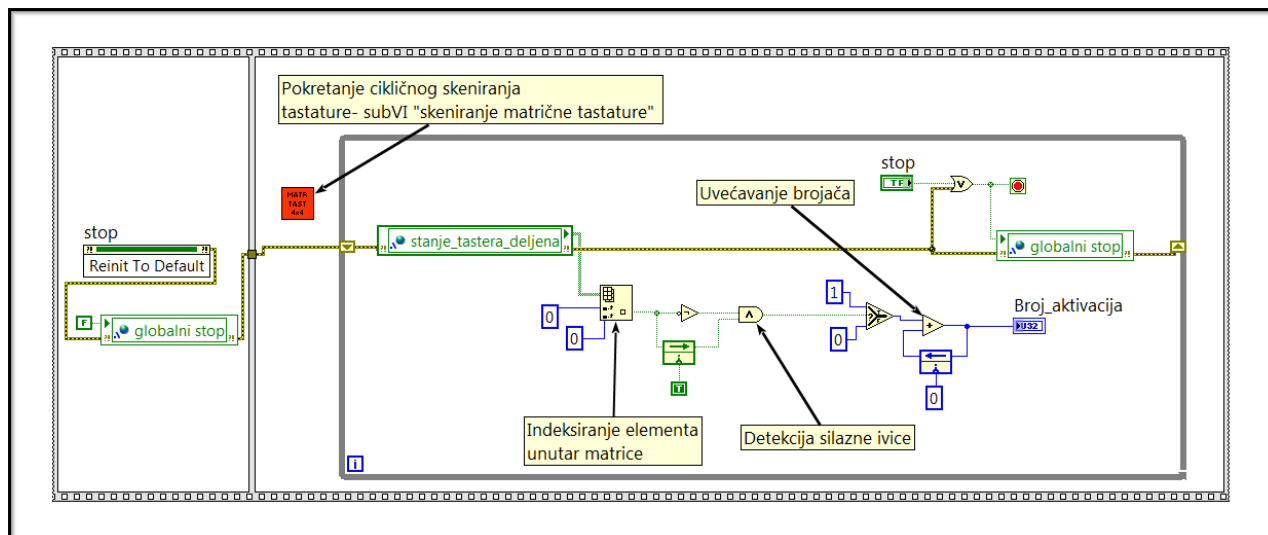 Pokretanje cikličnog skeniranja
tastature- subVI "skeniranje matrične tastature"
MATR
TAST
4x4
stop
Reinit To Default
F
globalni stop
stop
TF
Uvećavanje brojača
stanje_tastera_deljena
globalni stop
0
0
T
1
0
0
Broj_aktivacija
U32
Indeksiranje elementa
unutar matrice
Detekcija silazne ivice
i